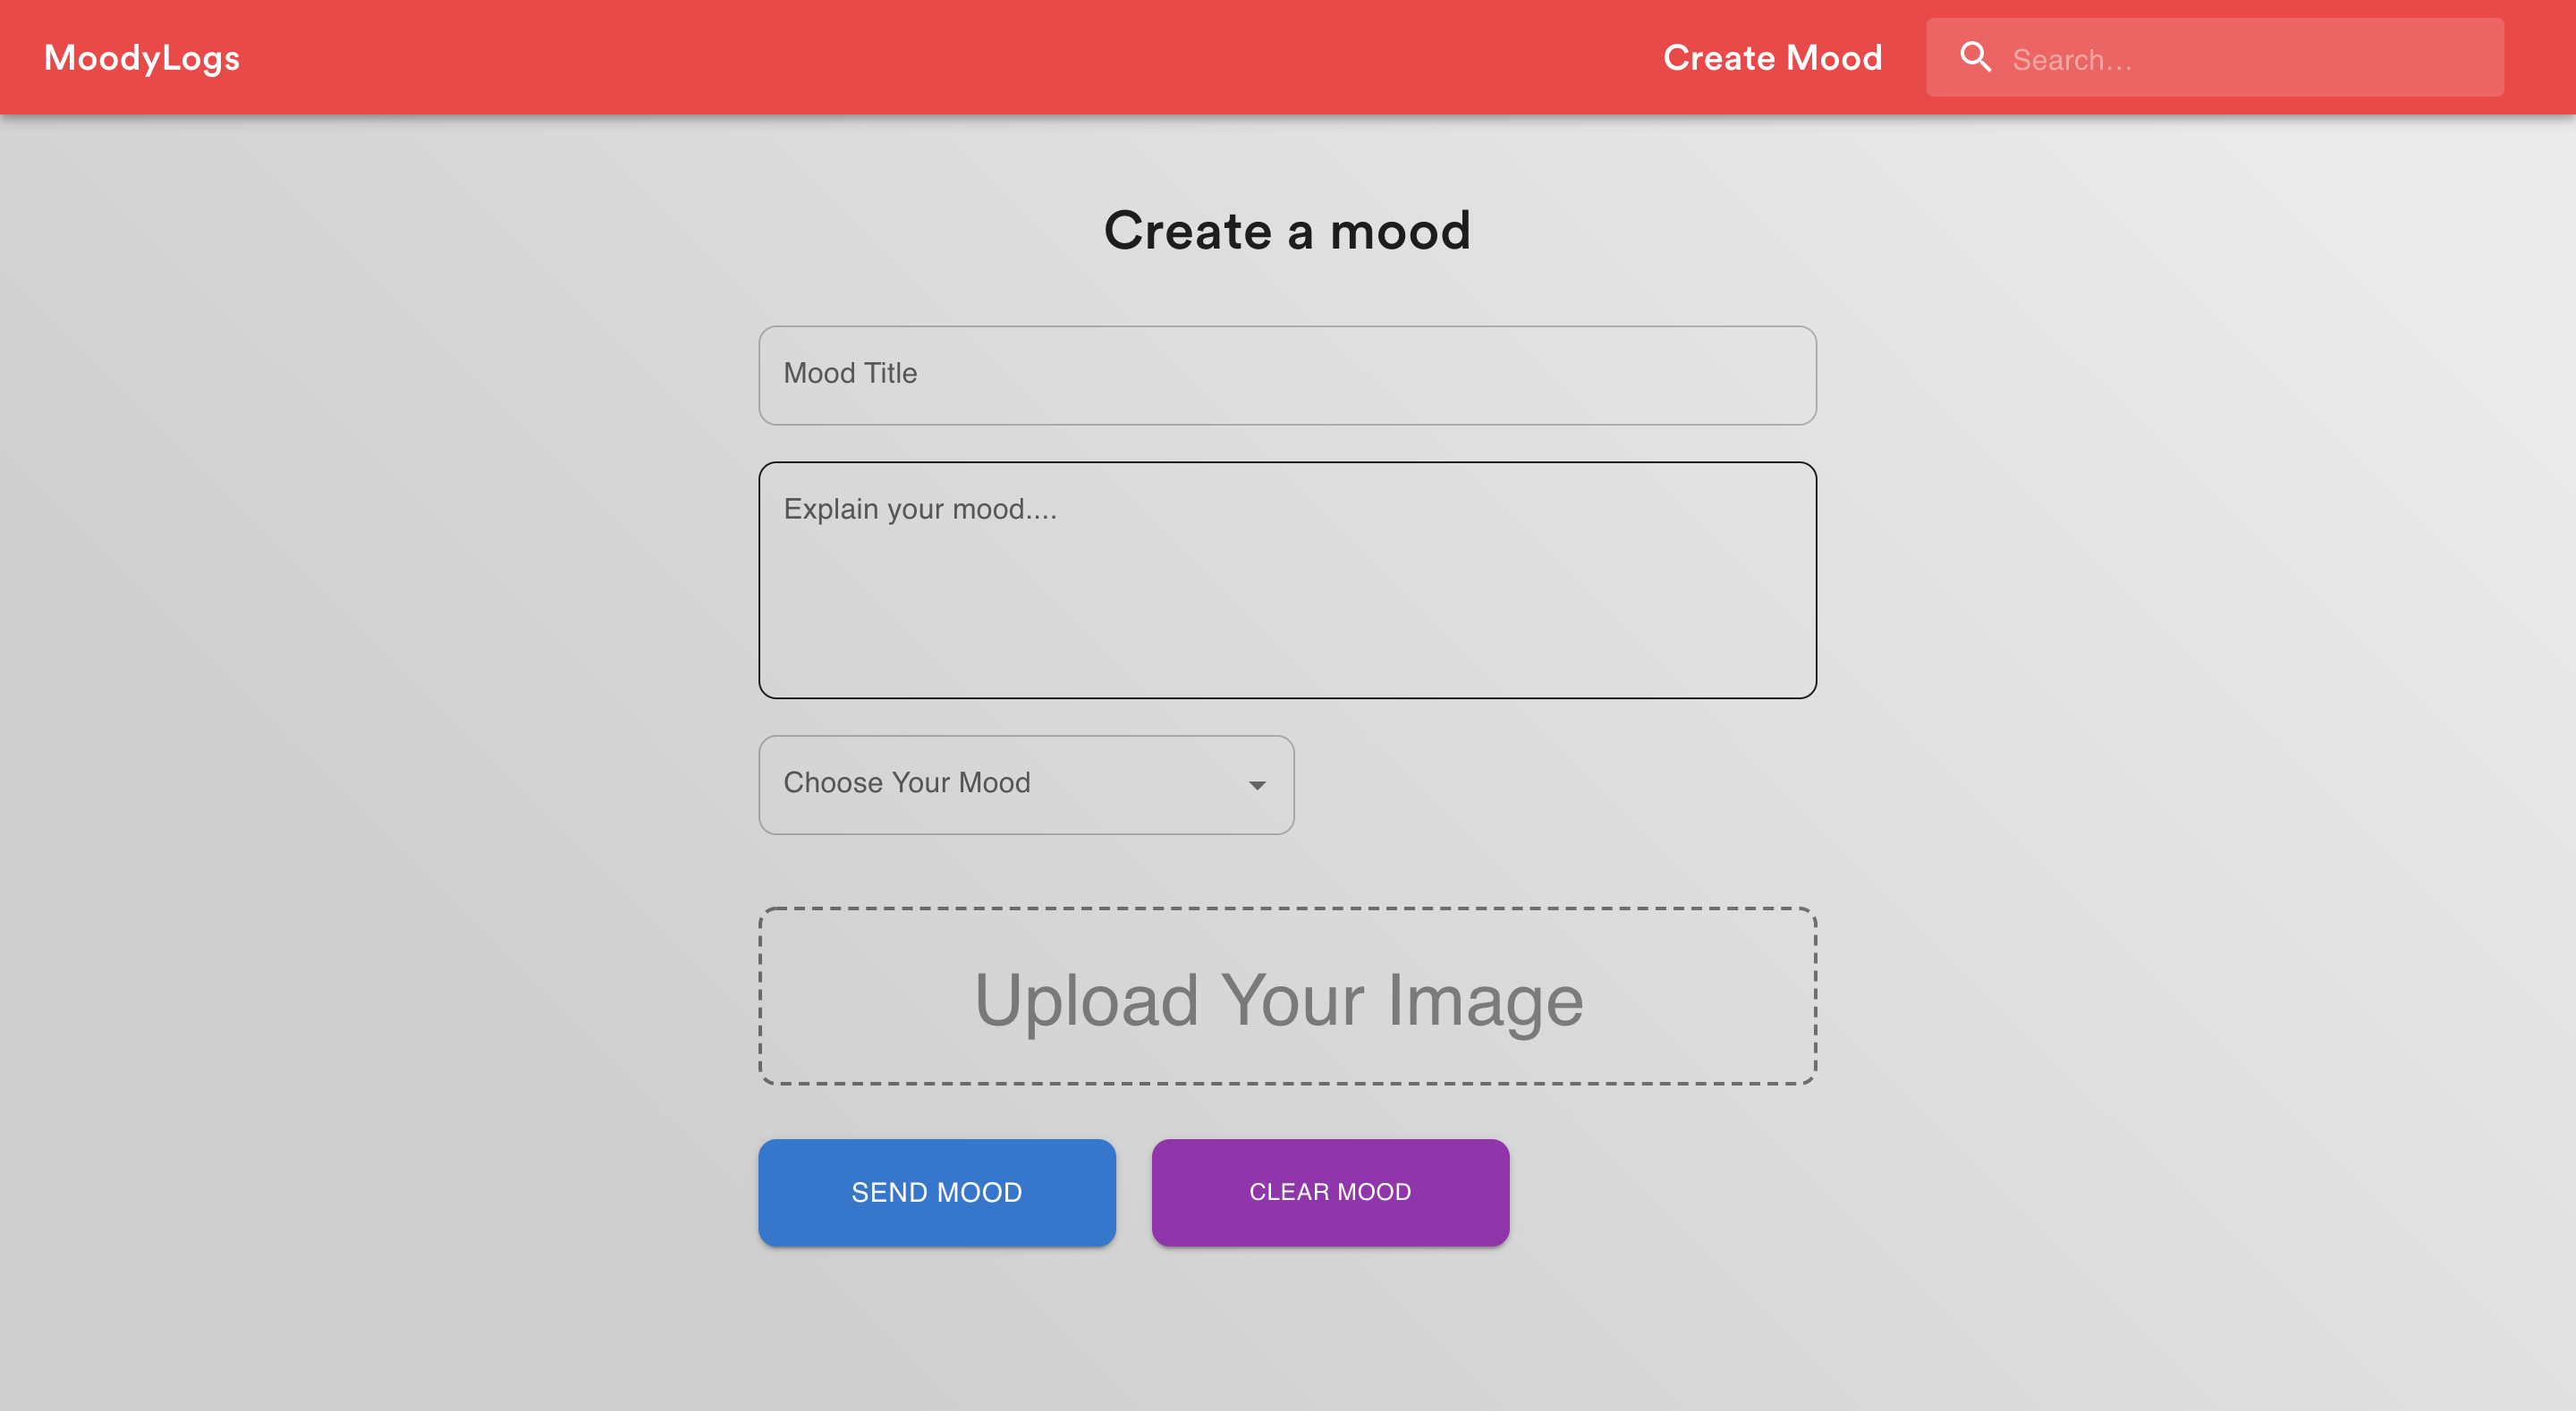 MoodyLogs
Create Mood
Search…
Create a mood
Mood Title
Explain your mood....
Choose Your Mood
Upload Your Image
SEND MOOD
CLEAR MOOD